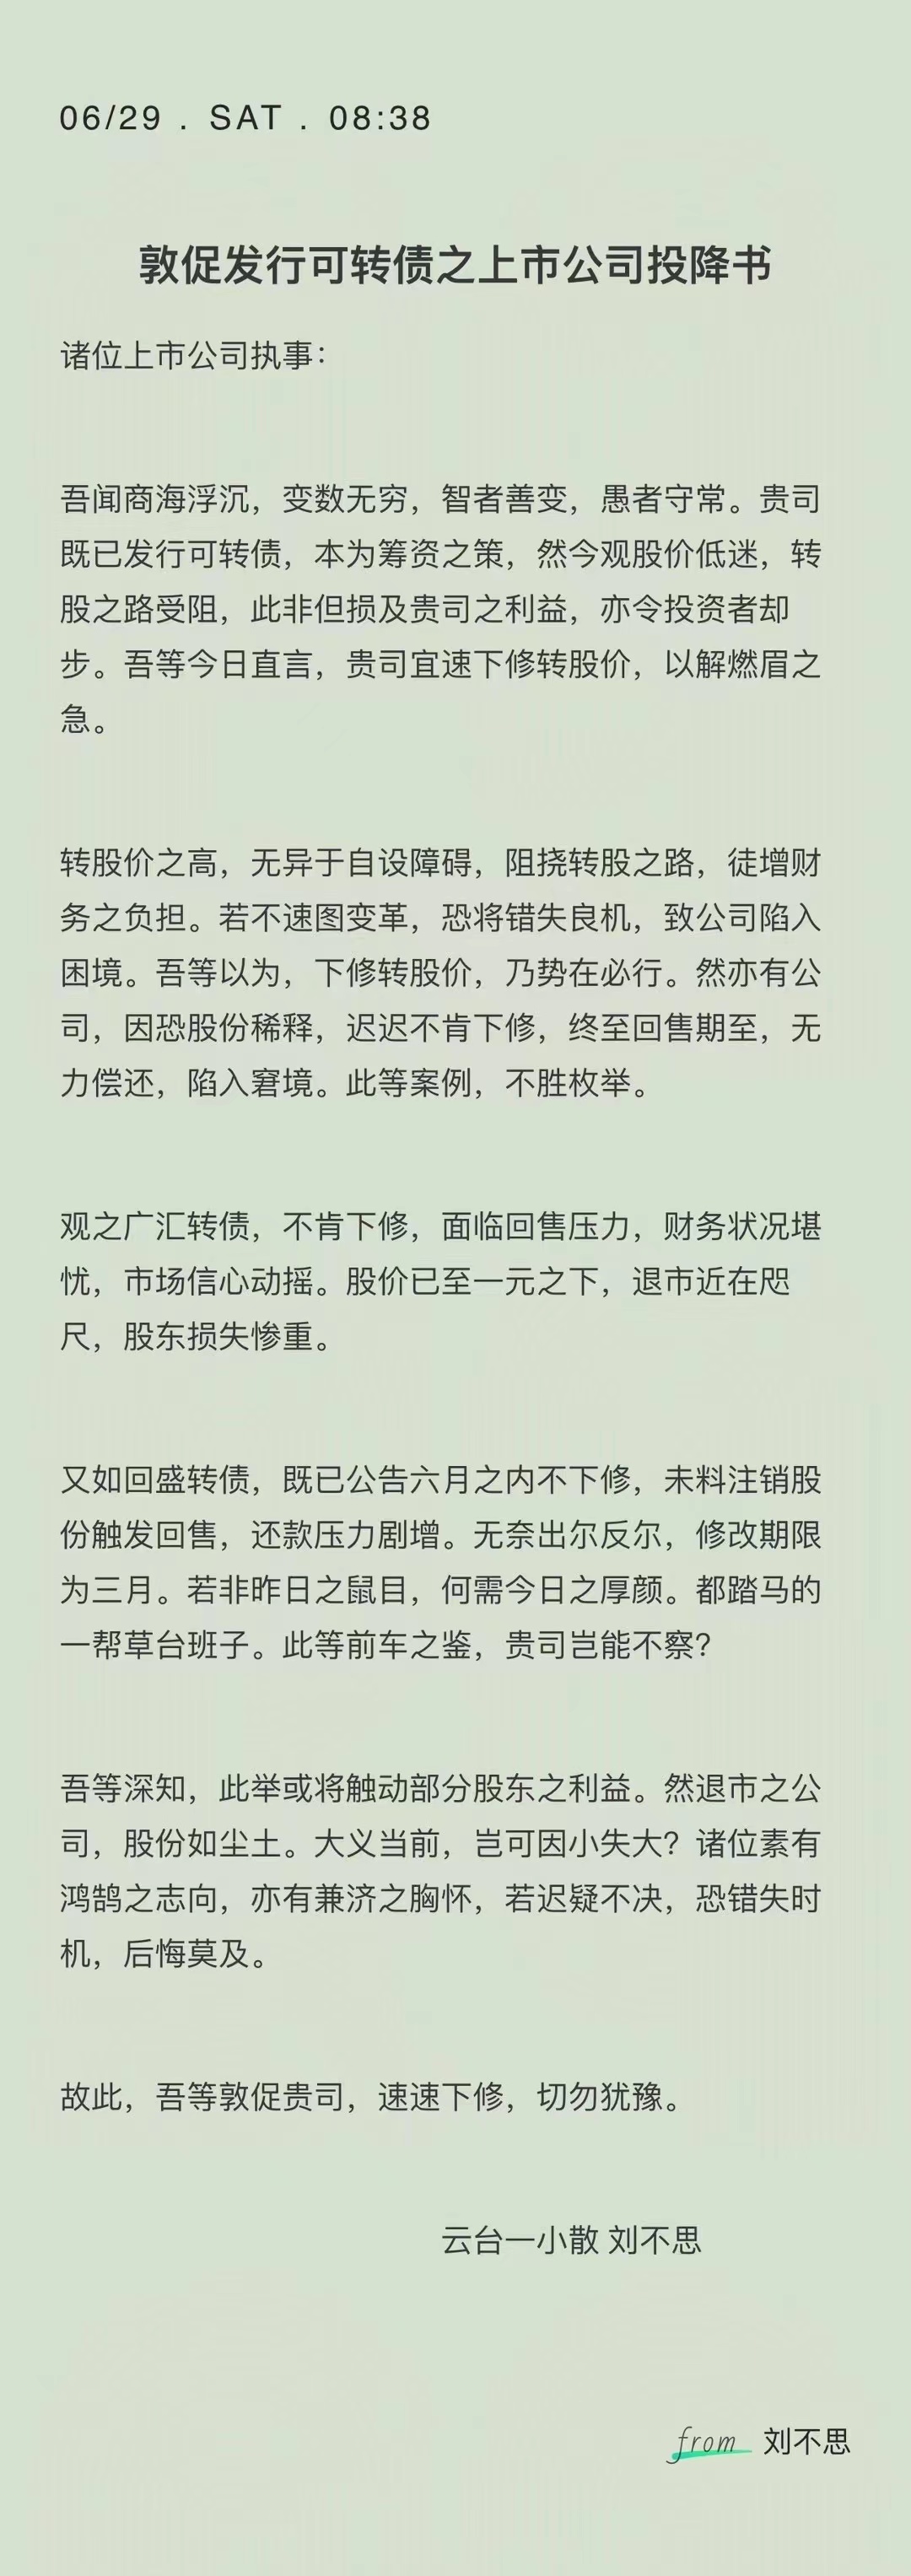 06/29 . SAT . 08:38
敦促发行可转债之上市公司投降书
诸位上市公司执事：
吾闻商海浮沉，变数无穷，智者善变，愚者守常。贵司
既已发行可转债，本为筹资之策，然今观股价低迷，转
股之路受阻，此非但损及贵司之利益，亦令投资者却
步。吾等今日直言，贵司宜速下修转股价，以解燃眉之
急。
转股价之高，无异于自设障碍，阻挠转股之路，徒增财
务之负担。若不速图变革，恐将错失良机，致公司陷入
困境。吾等以为，下修转股价，乃势在必行。然亦有公
司，因恐股份稀释，迟迟不肯下修，终至回售期至，无
力偿还，陷入窘境。此等案例，不胜枚举。
观之广汇转债，不肯下修，面临回售压力，财务状况堪
忧，市场信心动摇。股价已至一元之下，退市近在咫
尺，股东损失惨重。
又如回盛转债，既已公告六月之内不下修，未料注销股
份触发回售，还款压力剧增。无奈出尔反尔，修改期限
为三月。若非昨日之鼠目，何需今日之厚颜。都踏马的
一帮草台班子。此等前车之鉴，贵司岂能不察？
吾等深知，此举或将触动部分股东之利益。然退市之公
司，股份如尘土。大义当前，岂可因小失大？诸位素有
鸿鹄之志向，亦有兼济之胸怀，若迟疑不决，恐错失时
机，后悔莫及。
故此，吾等敦促贵司，速速下修，切勿犹豫。
云台一小散 刘不思
from 刘不思